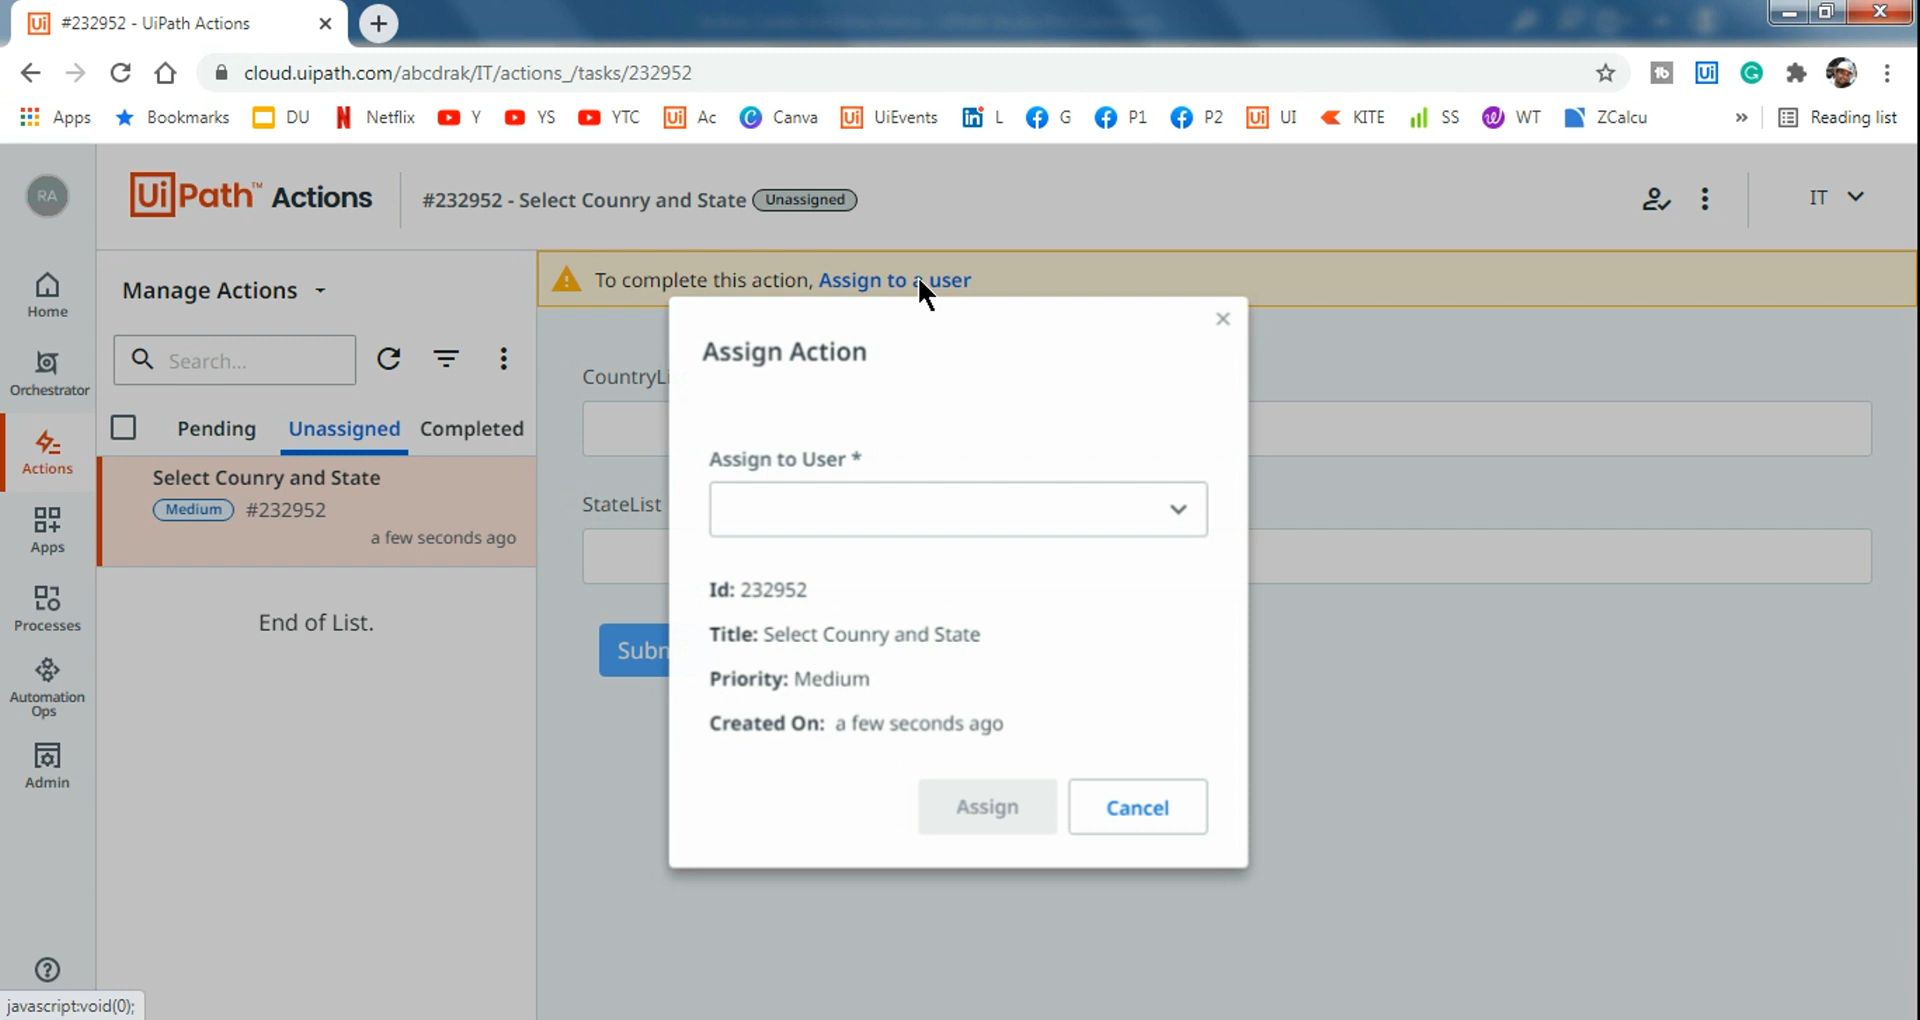 #232952 - UiPath Actions
cloud.uipath.com/abcdrak/IT/actions_/tasks/232952
Apps Bookmarks DU Netflix Y YS YTC Ac Canva UiEvents L G P1 P2 UI KITE SS WT ZCalcu » Reading list
RA
UiPath™ Actions
#232952 - Select Counry and State Unassigned
IT
Home
Orchestrator
Actions
Apps
Processes
Automation
Ops
Admin
Manage Actions
Search...
Pending Unassigned Completed
Select Counry and State
Medium #232952
a few seconds ago
End of List.
To complete this action, Assign to a user
CountryLi
StateList
Subm
Assign Action
Assign to User *
Id: 232952
Title: Select Counry and State
Priority: Medium
Created On: a few seconds ago
Assign
Cancel
javascript:void(0);